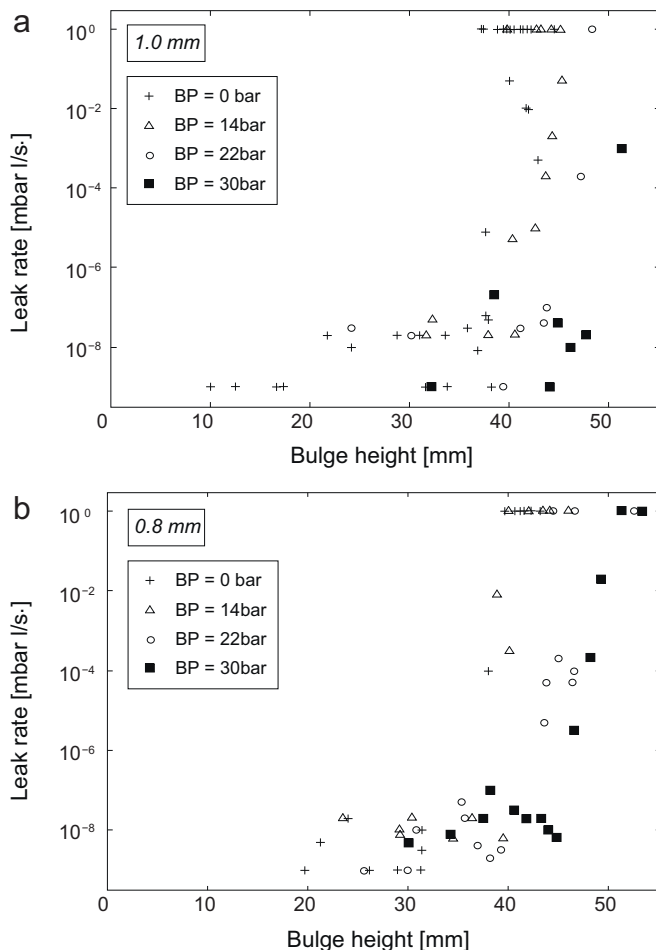 a
1.0 mm
BP = 0 bar
BP = 14bar
BP = 22bar
BP = 30bar
Leak rate [mbar l/s·]
10⁰
10⁻²
10⁻⁴
10⁻⁶
10⁻⁸
0 10 20 30 40 50
Bulge height [mm]
b
0.8 mm
BP = 0 bar
BP = 14bar
BP = 22bar
BP = 30bar
Leak rate [mbar l/s·]
10⁰
10⁻²
10⁻⁴
10⁻⁶
10⁻⁸
0 10 20 30 40 50
Bulge height [mm]